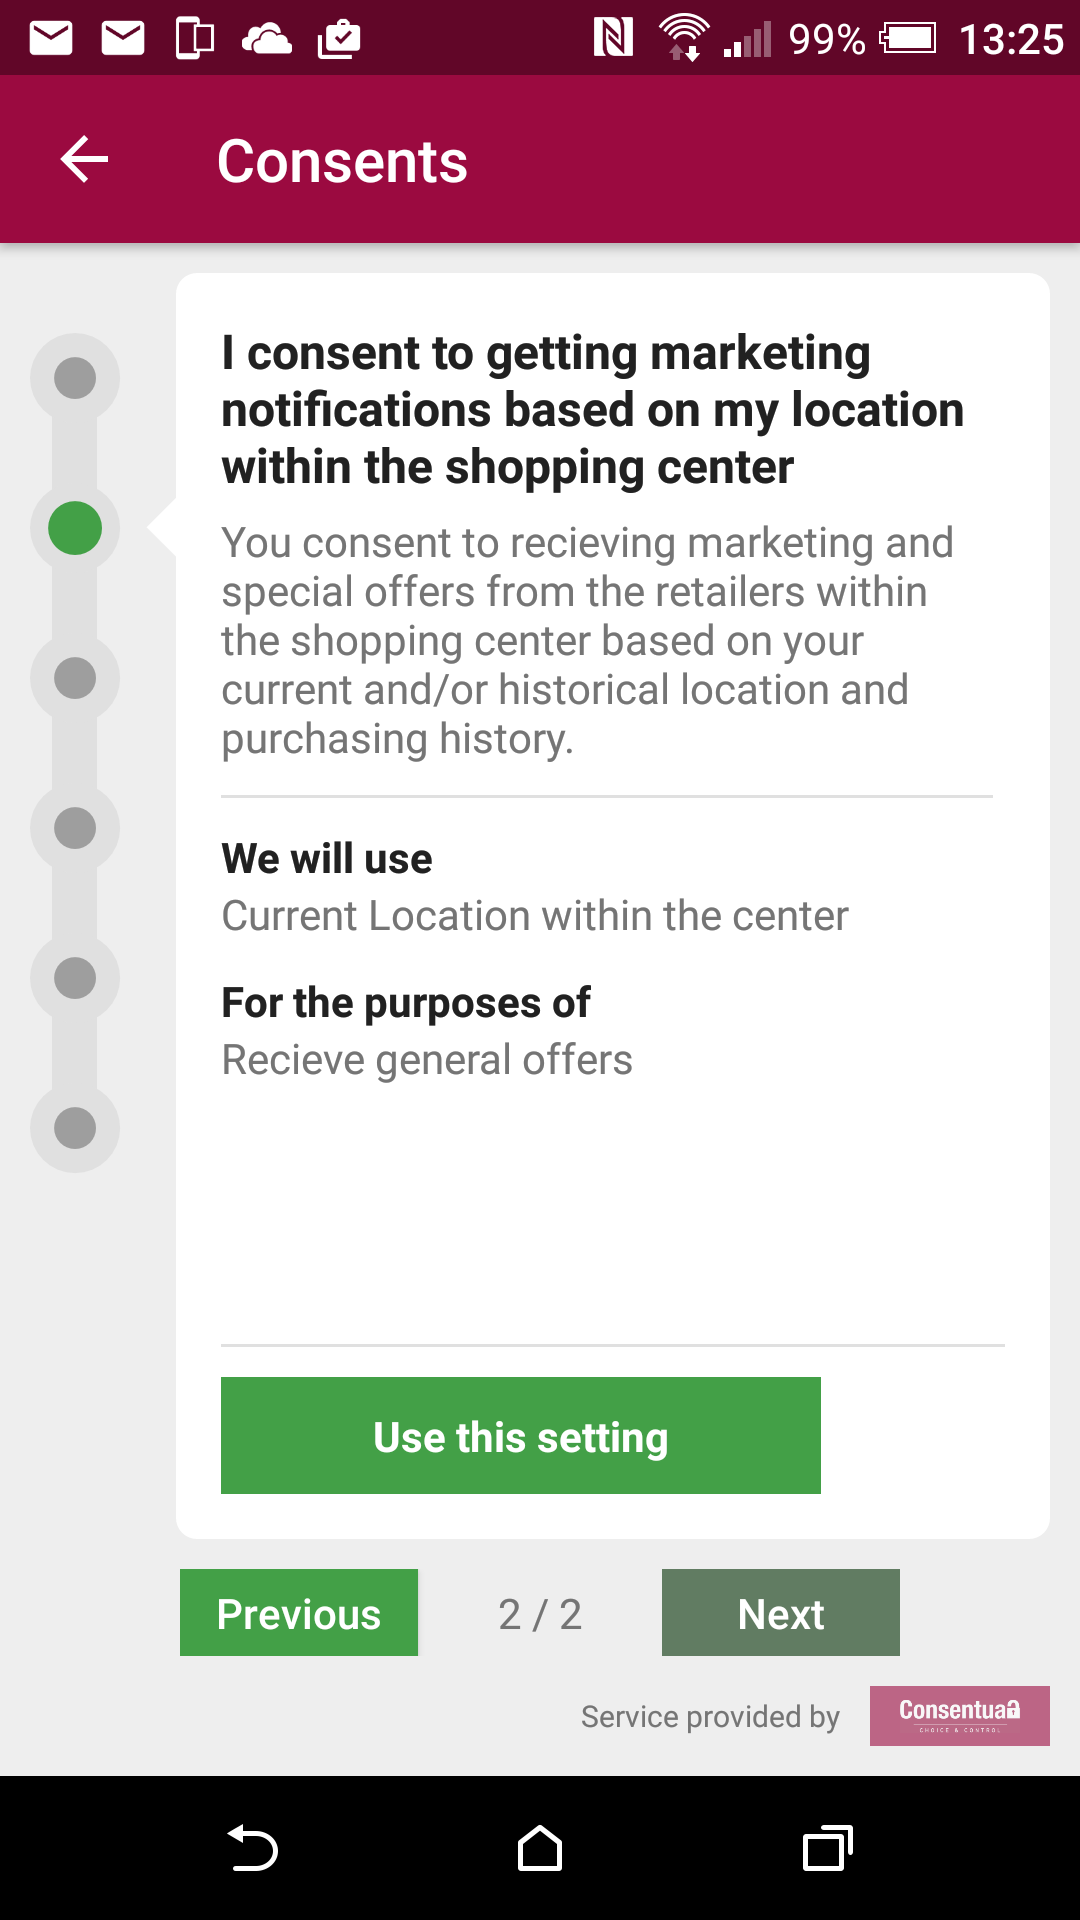 99% 13:25
Consents
I consent to getting marketing
notifications based on my location
within the shopping center
You consent to recieving marketing and
special offers from the retailers within
the shopping center based on your
current and/or historical location and
purchasing history.
We will use
Current Location within the center
For the purposes of
Recieve general offers
Use this setting
Previous 2 / 2 Next
Service provided by Consentua
CHOICE & CONTROL